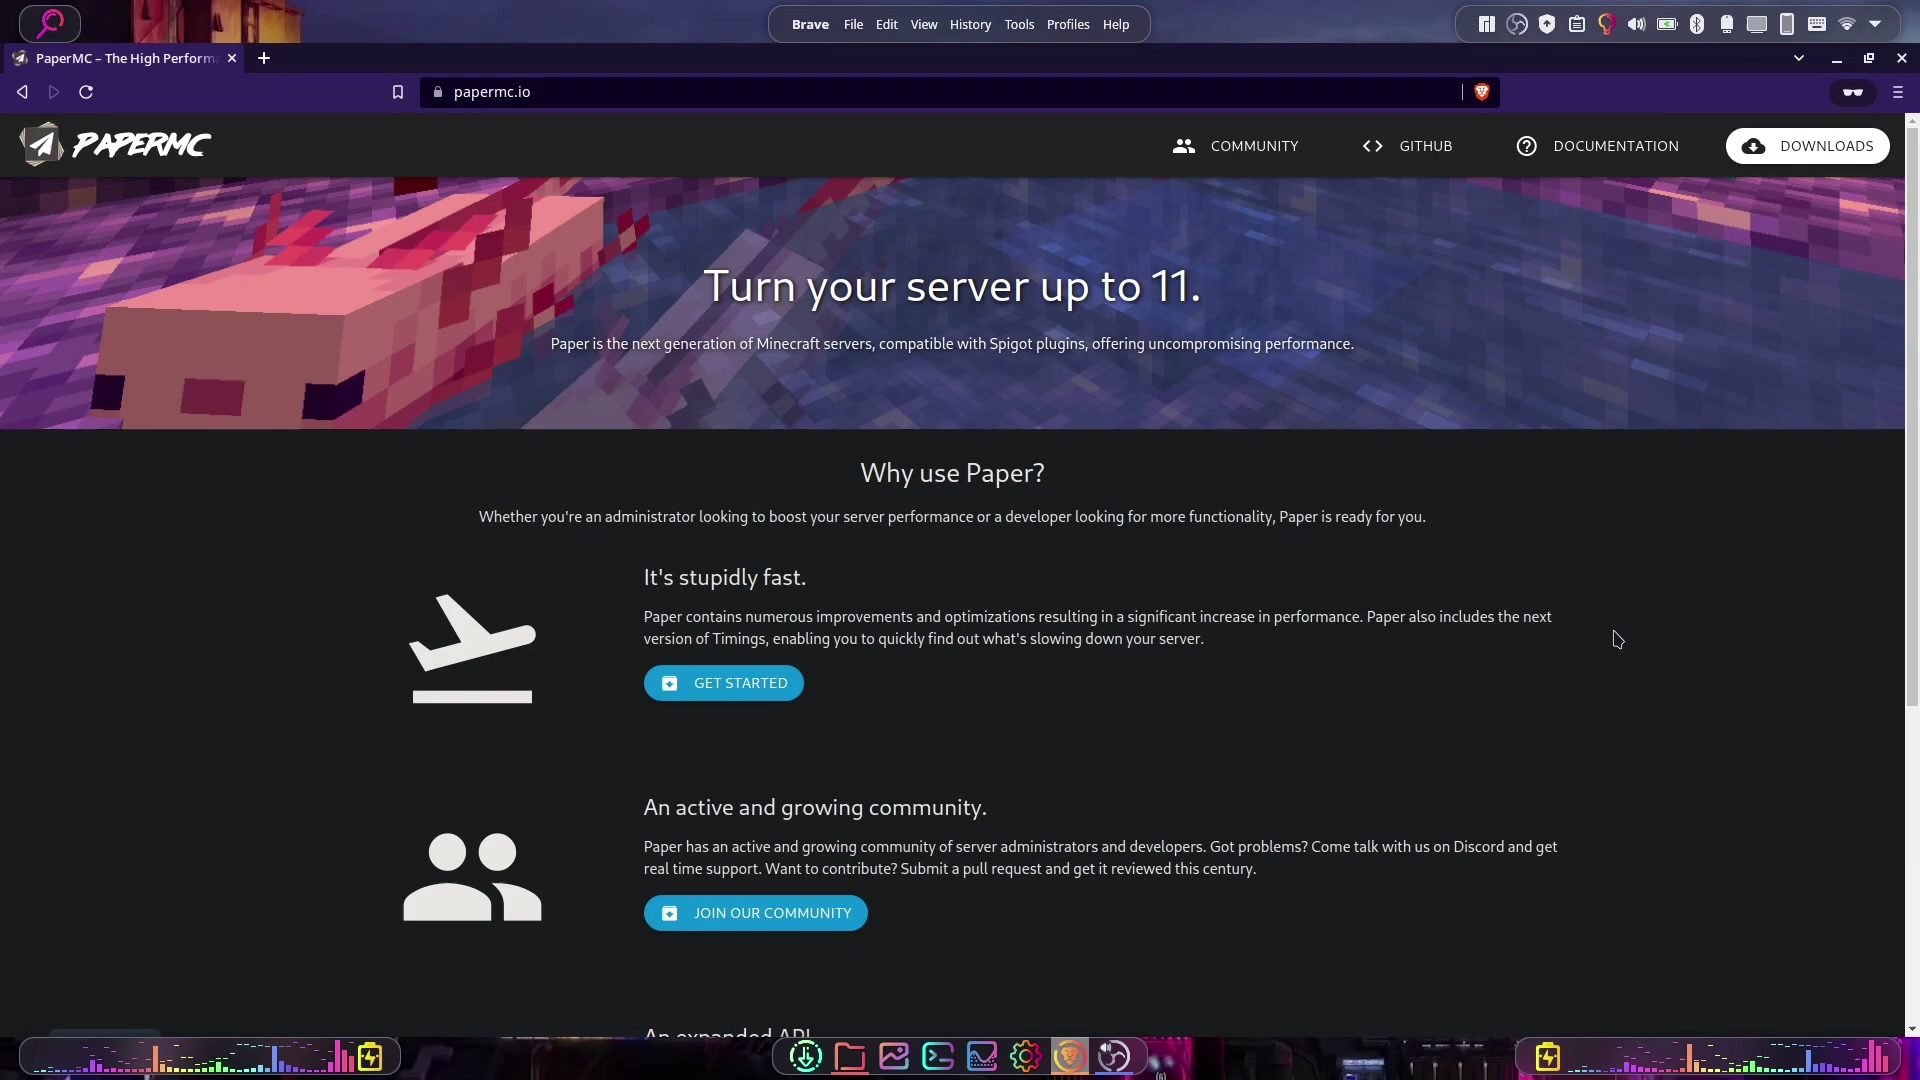 Brave File Edit View History Tools Profiles Help
PaperMC – The High Perform
papermc.io
PAPERMC
COMMUNITY
GITHUB
DOCUMENTATION
DOWNLOADS
Turn your server up to 11.
Paper is the next generation of Minecraft servers, compatible with Spigot plugins, offering uncompromising performance.
Why use Paper?
Whether you're an administrator looking to boost your server performance or a developer looking for more functionality, Paper is ready for you.
It's stupidly fast.
Paper contains numerous improvements and optimizations resulting in a significant increase in performance. Paper also includes the next
version of Timings, enabling you to quickly find out what's slowing down your server.
GET STARTED
An active and growing community.
Paper has an active and growing community of server administrators and developers. Got problems? Come talk with us on Discord and get
real time support. Want to contribute? Submit a pull request and get it reviewed this century.
JOIN OUR COMMUNITY
An expanded API